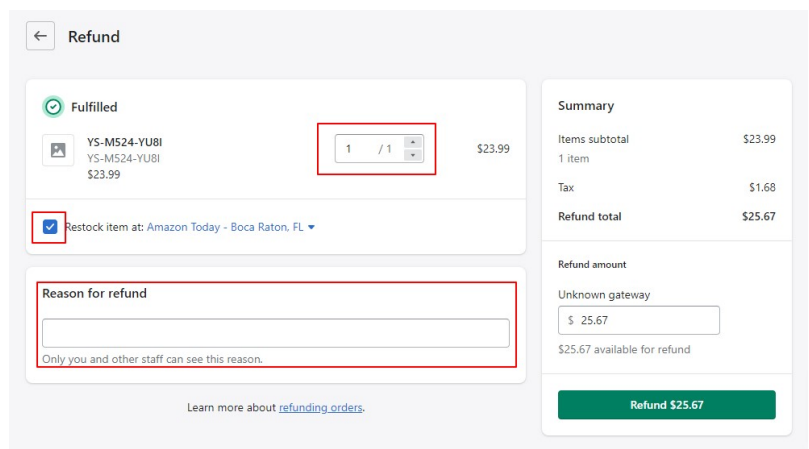 Refund
Fulfilled
YS-M524-YU8I
YS-M524-YU8I
$23.99
1 / 1
$23.99
Restock item at: Amazon Today - Boca Raton, FL
Reason for refund
Only you and other staff can see this reason.
Learn more about refunding orders.
Summary
Items subtotal $23.99
1 item
Tax $1.68
Refund total $25.67
Refund amount
Unknown gateway
$ 25.67
$25.67 available for refund
Refund $25.67